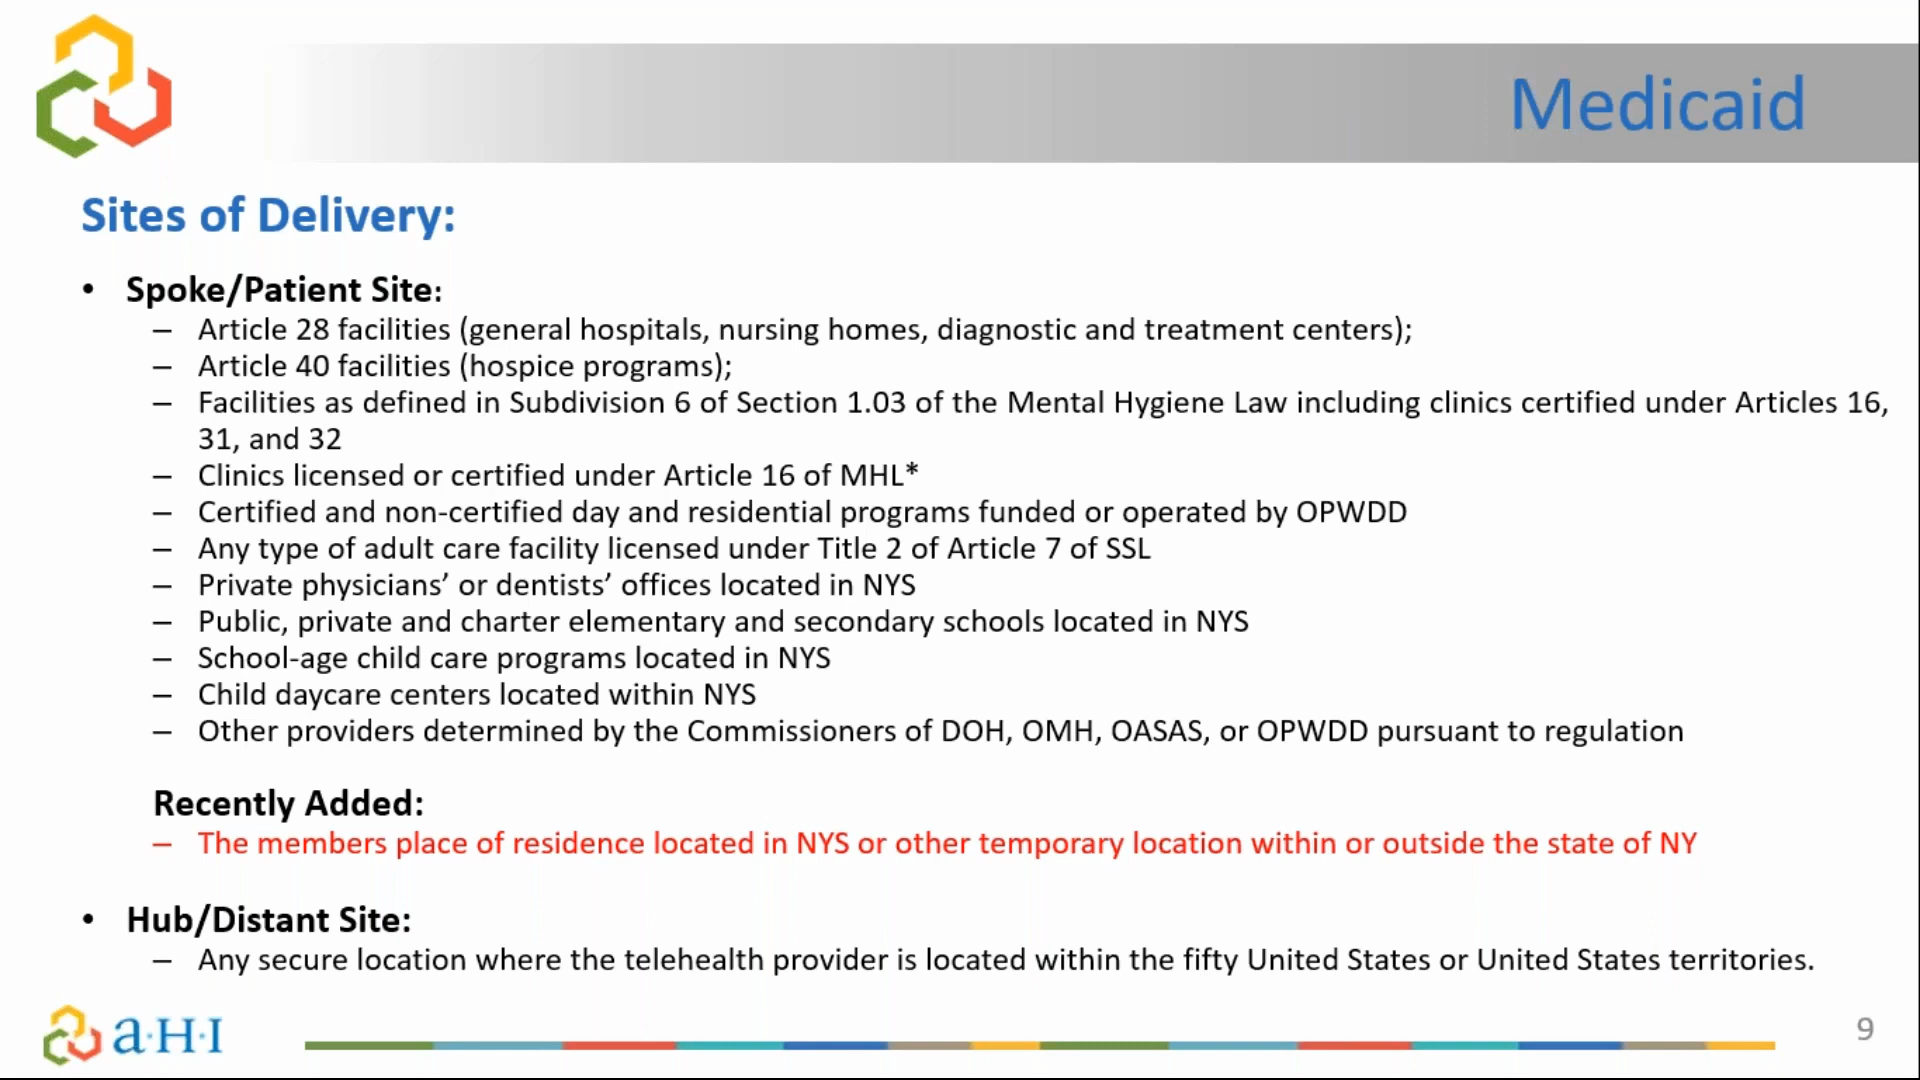 Medicaid
Sites of Delivery:
• Spoke/Patient Site:
– Article 28 facilities (general hospitals, nursing homes, diagnostic and treatment centers);
– Article 40 facilities (hospice programs);
– Facilities as defined in Subdivision 6 of Section 1.03 of the Mental Hygiene Law including clinics certified under Articles 16,
31, and 32
– Clinics licensed or certified under Article 16 of MHL*
– Certified and non-certified day and residential programs funded or operated by OPWDD
– Any type of adult care facility licensed under Title 2 of Article 7 of SSL
– Private physicians’ or dentists’ offices located in NYS
– Public, private and charter elementary and secondary schools located in NYS
– School-age child care programs located in NYS
– Child daycare centers located within NYS
– Other providers determined by the Commissioners of DOH, OMH, OASAS, or OPWDD pursuant to regulation
Recently Added:
– The members place of residence located in NYS or other temporary location within or outside the state of NY
• Hub/Distant Site:
– Any secure location where the telehealth provider is located within the fifty United States or United States territories.
a·H·I
9